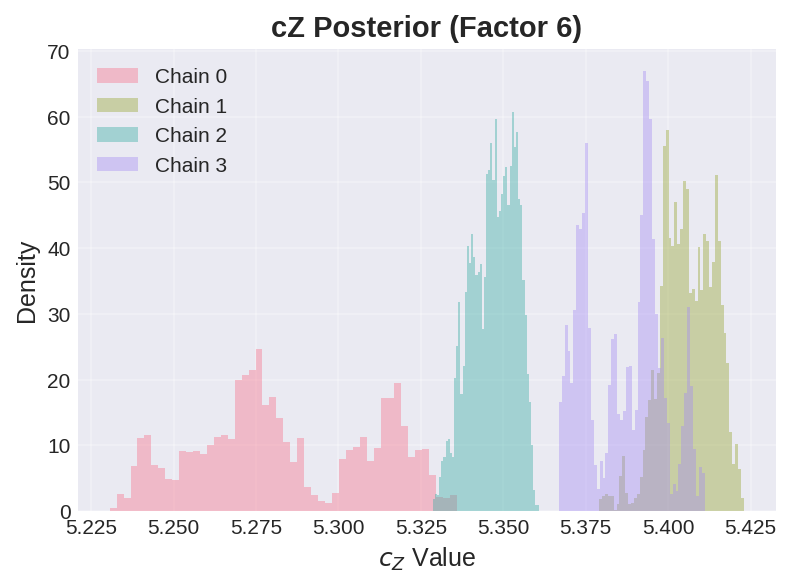 cZ Posterior (Factor 6)
70
60
50
40
30
20
10
0
Density
Chain 0
Chain 1
Chain 2
Chain 3
5.225 5.250 5.275 5.300 5.325 5.350 5.375 5.400 5.425
c_Z Value